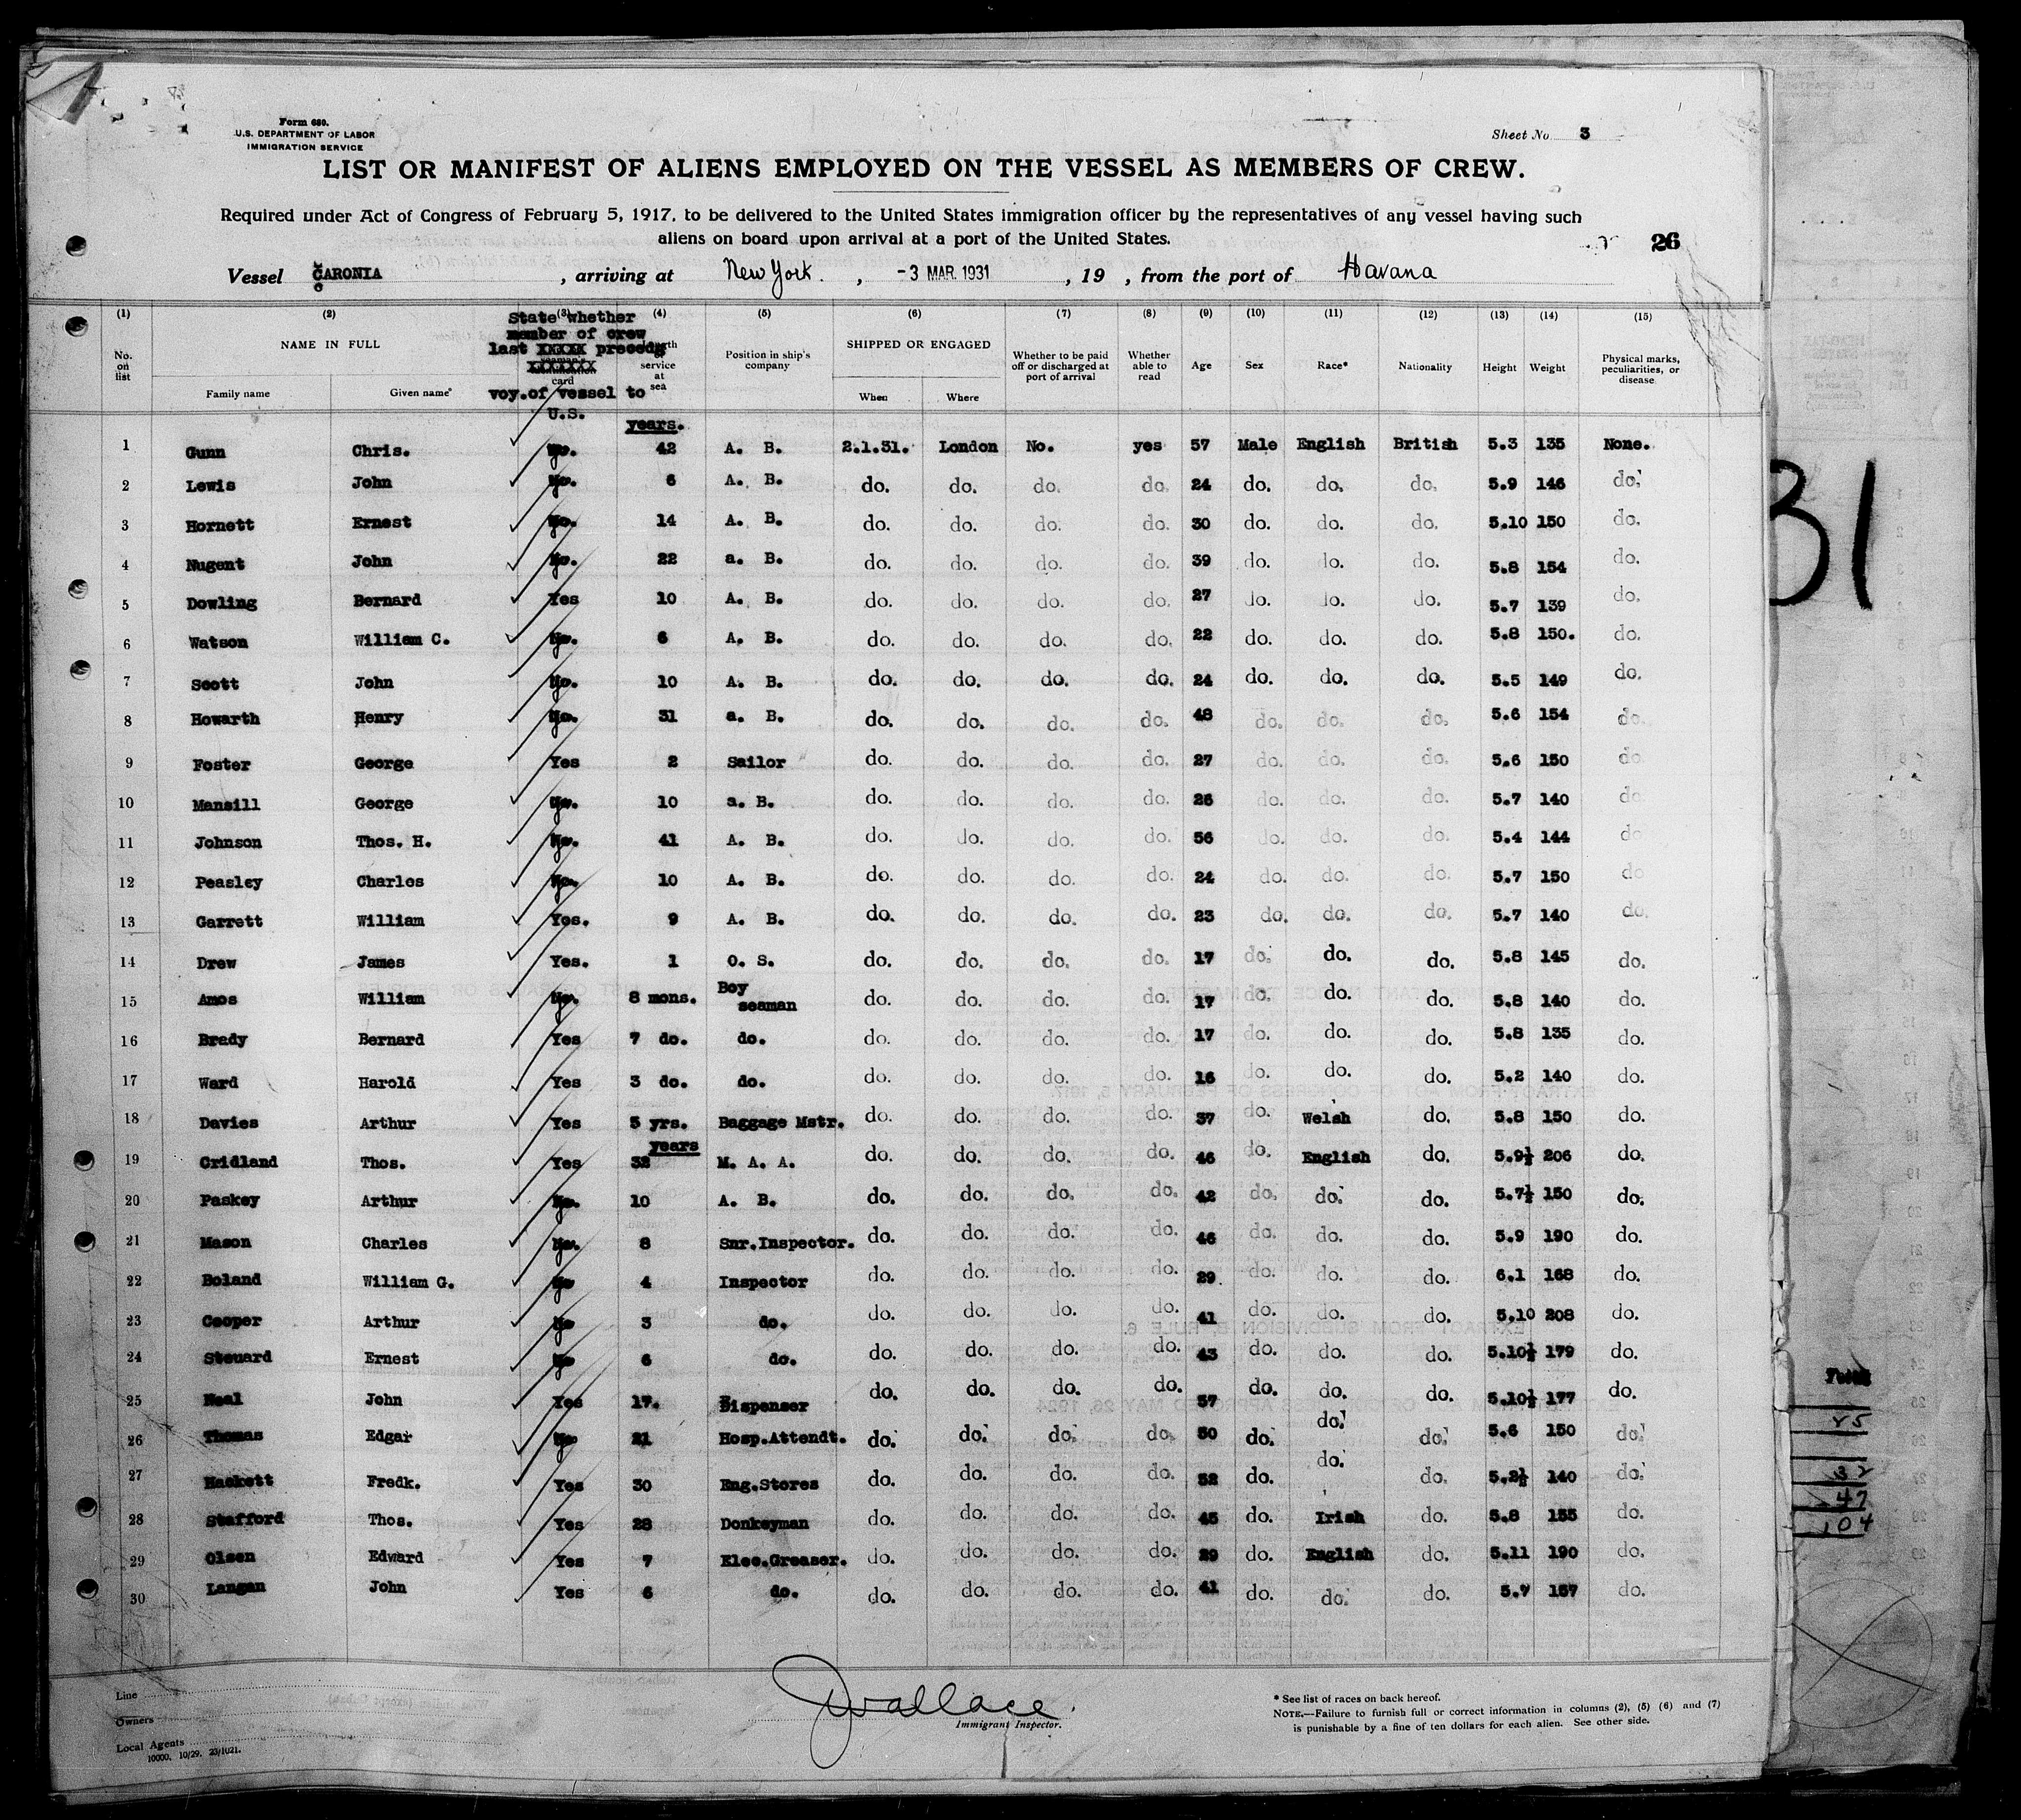 Form 680.
U.S. DEPARTMENT OF LABOR
IMMIGRATION SERVICE
Sheet No. 3
LIST OR MANIFEST OF ALIENS EMPLOYED ON THE VESSEL AS MEMBERS OF CREW.
Required under Act of Congress of February 5, 1917, to be delivered to the United States immigration officer by the representatives of any vessel having such
aliens on board upon arrival at a port of the United States.
26
Vessel CARONIA, arriving at New York. , -3 MAR. 1931, 19 , from the port of Havana
(1) (2) (3) (4) (5) (6) (7) (8) (9) (10) (11) (12) (13) (14) (15)
No. on list NAME IN FULL Family name Given name* State whether member of crew last preced'g voy.of vessel to U.S. service at sea Position in ship's company SHIPPED OR ENGAGED When Where Whether to be paid off or discharged at port of arrival Whether able to read Age Sex Race* Nationality Height Weight Physical marks, peculiarities, or disease
years.
1 Gunn Chris. 42 A. B. 2.1.31. London No. yes 57 Male English British 5.3 135 None.
2 Lewis John 6 A. B. do. do. do. do. 24 do. do. do. 5.9 146 do.
3 Hornett Ernest 14 A. B. do. do. do. do. 30 do. do. do. 5.10 150 do.
4 Nugent John 22 a. B. do. do. do. do. 39 do. do. do. 5.8 154 do.
5 Dowling Bernard Yes 10 A. B. do. do. do. do. 27 do. do. do. 5.7 139 do.
6 Watson William C. 6 A. B. do. do. do. do. 22 do. do. do. 5.8 150. do.
7 Scott John 10 A. B. do. do. do. do. 24 do. do. do. 5.5 149 do.
8 Howarth Henry 31 a. B. do. do. do. do. 48 do. do. do. 5.6 154 do.
9 Foster George Yes 2 Sailor do. do. do. do. 27 do. do. do. 5.6 150 do
10 Mansill George 10 a. B. do. do. do. do. 26 do. do. do. 5.7 140 do
11 Johnson Thos. H. 41 A. B. do. do. do. do. 56 do. do. do. 5.4 144 do
12 Peasley Charles 10 A. B. do. do. do. do. 24 do. do. do. 5.7 150 do
13 Garrett William Yes. 9 A. B. do. do. do. do. 23 do. do. do. 5.7 140 do.
14 Drew James Yes. 1 O. S. do. do. do. do. 17 do. do. do. 5.8 145 do.
15 Amos William 8 mons. Boy seaman do. do. do. do. 17 do. do. do. 5.8 140 do.
16 Brady Bernard Yes 7 do. do. do. do. do. do. 17 do. do. do. 5.8 135 do.
17 Ward Harold Yes 3 do. do. do. do. do. do. 16 do. do. do. 5.2 140 do.
18 Davies Arthur Yes 5 yrs. Baggage Mstr. do. do. do. do. 37 do. Welsh do. 5.8 150 do.
years
19 Cridland Thos. Yes 32 M. A. A. do. do. do. do. 46 do. English do. 5.9½ 206 do.
20 Paskey Arthur 10 A. B. do. do. do. do. 42 do. do. do. 5.7½ 150 do.
21 Mason Charles 8 Snr.Inspector. do. do. do. do. 46 do. do. do. 5.9 190 do.
22 Boland William G. 4 Inspector do. do. do. do. 29. do. do. do. 6.1 168 do.
23 Cooper Arthur 3 do. do. do. do. do. 41 do. do. do. 5.10 208 do.
24 Steuard Ernest 6 do. do. do. do. do. 43 do. do. do. 5.10½ 179 do.
25 Neal John Yes 17. Dispenser do. do. do. do. 57 do. do. do. 5.10½ 177 do.
26 Thomas Edgar 21 Hosp.Attendt. do. do. do. do. 50 do. do. do. 5.6 150 do.
27 Haskett Fredk. Yes 30 Eng.Stores do. do. do. do. 52 do. do. do. 5.2½ 140 do.
28 Stafford Thos. Yes 28 Donkeyman do. do. do. do. 45 do. Irish do. 5.8 155 do.
29 Olsen Edward Yes 7 Elec.Greaser. do. do. do. do. 29 do. English do. 5.11 190 do.
30 Langan John Yes 6 do. do. do. do. do. 41 do. do. do. 5.7 157 do.
31
Line
Owners
Local Agents
10000, 10/29, 23/1021.
JWallace.
Immigrant Inspector.
* See list of races on back hereof.
NOTE.—Failure to furnish full or correct information in columns (2), (5) (6) and (7)
is punishable by a fine of ten dollars for each alien. See other side.
32
47
104